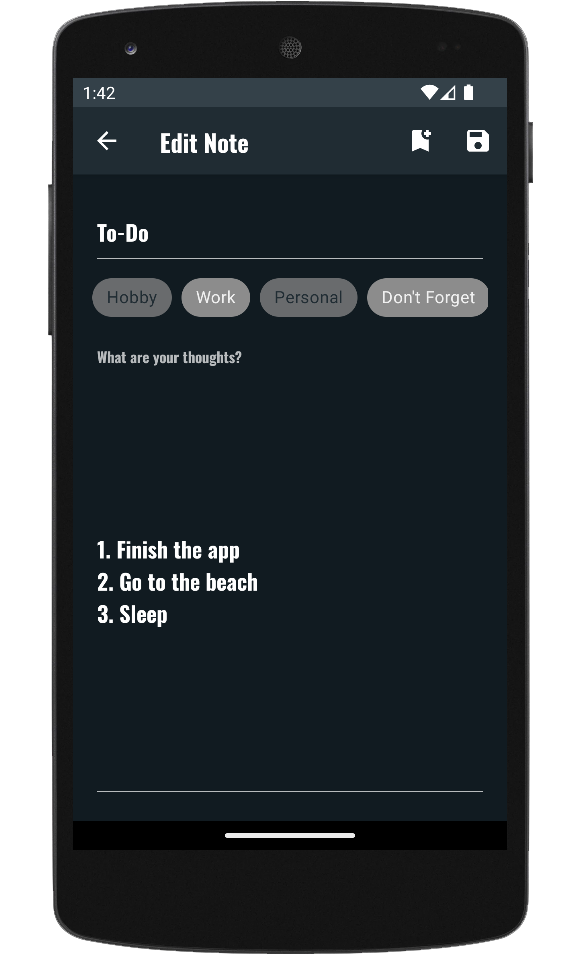 1:42
Edit Note
To-Do
Hobby Work Personal Don't Forget
What are your thoughts?
1. Finish the app
2. Go to the beach
3. Sleep